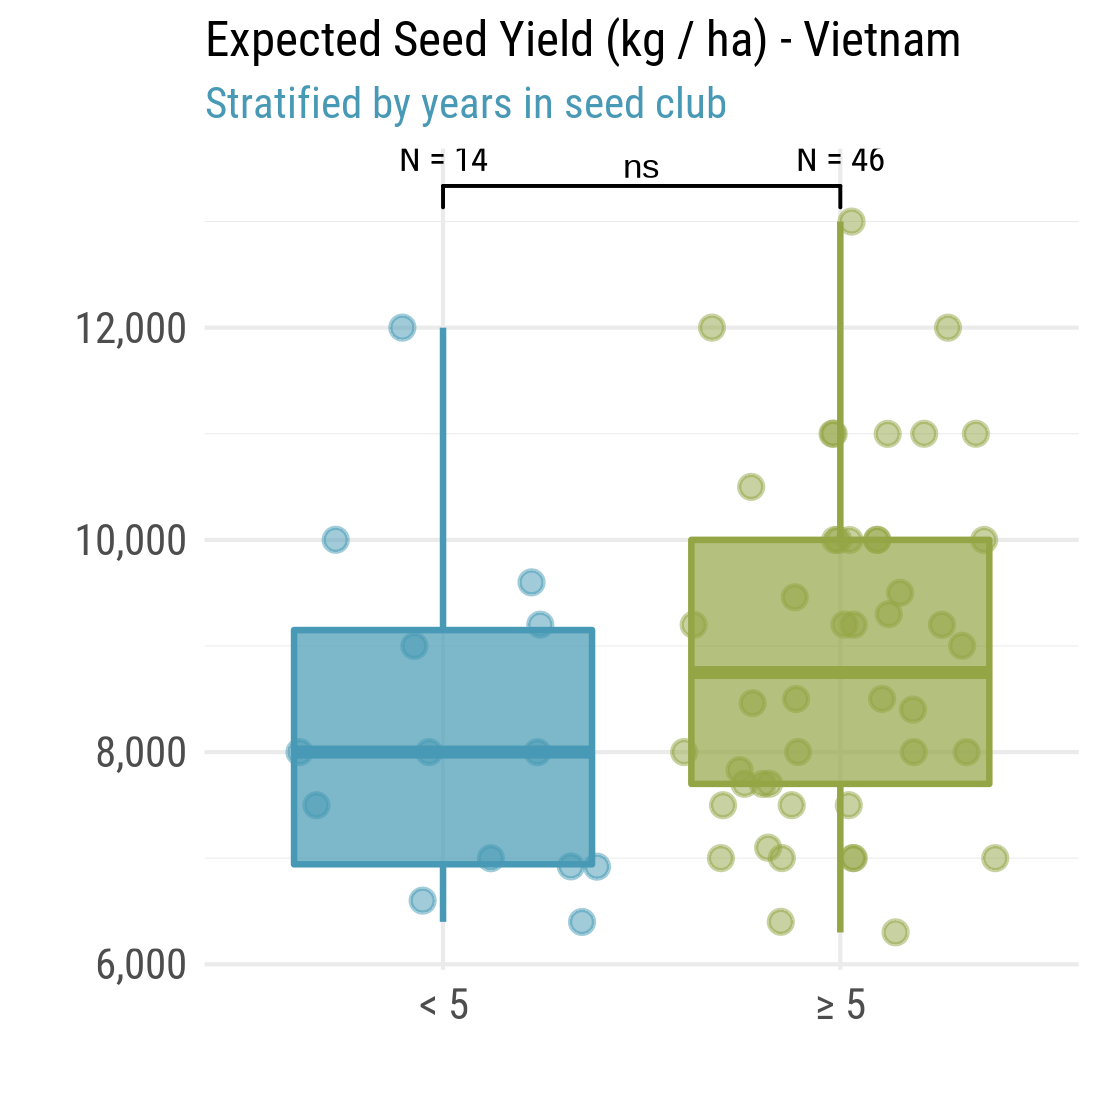 Expected Seed Yield (kg / ha) - Vietnam
Stratified by years in seed club
N = 14 ns N = 46
12,000
10,000
8,000
6,000
< 5 ≥ 5